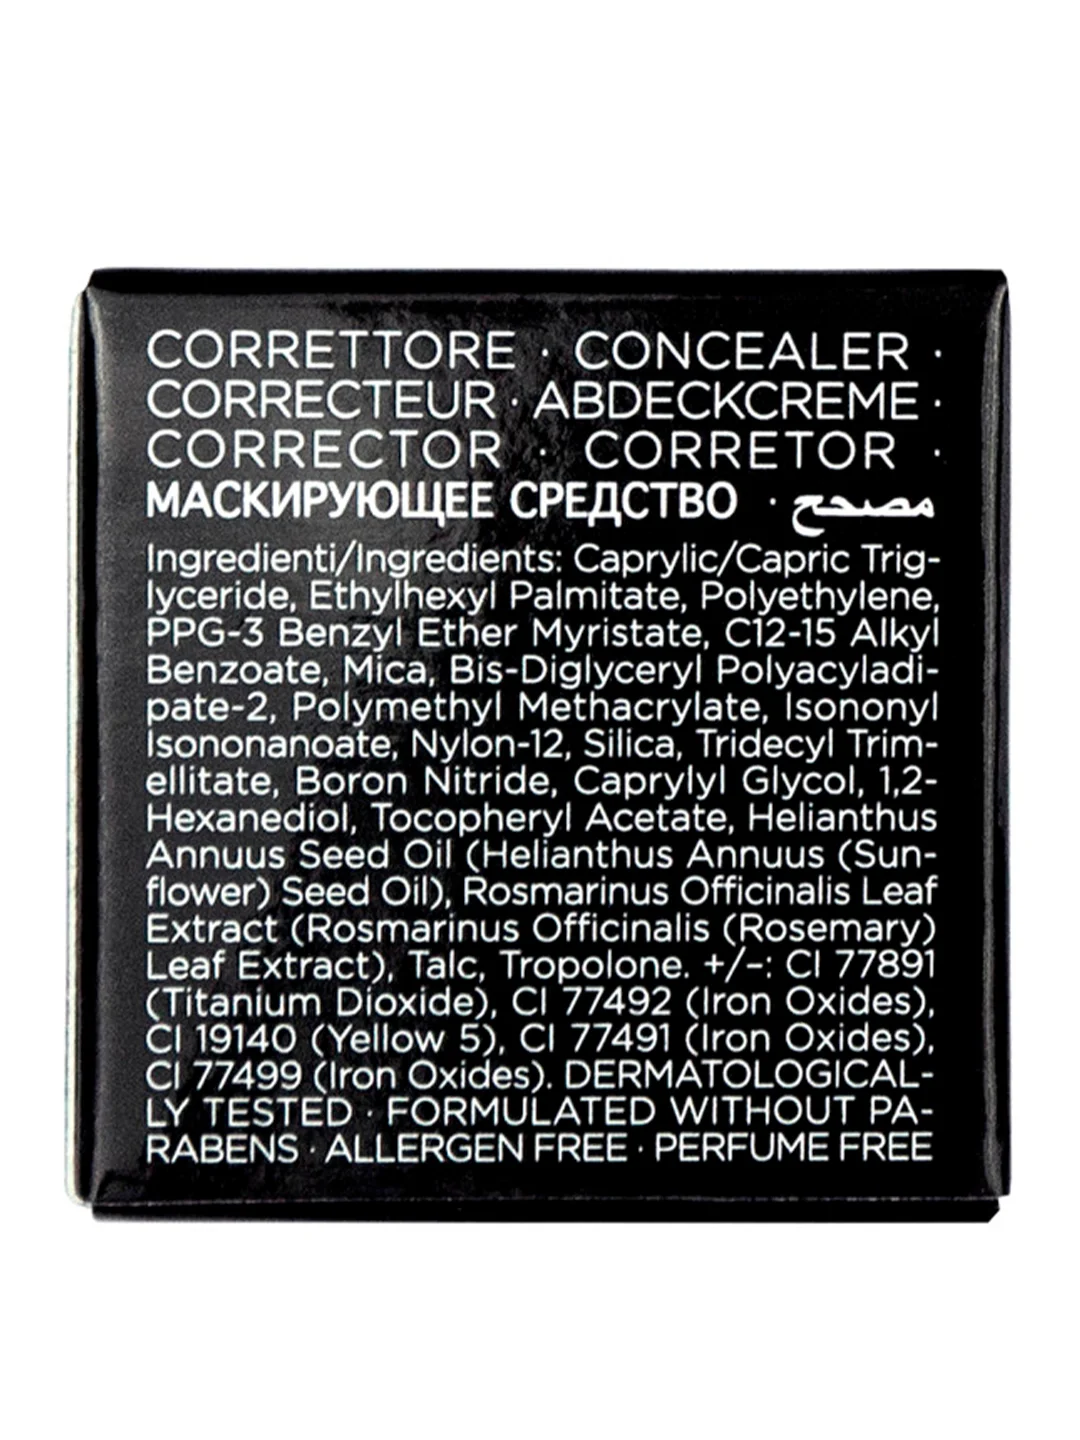 CORRETTORE · CONCEALER ·
CORRECTEUR · ABDECKCREME ·
CORRECTOR · CORRETOR ·
МАСКИРУЮЩЕЕ СРЕДСТВО · مصحح
Ingredienti/Ingredients: Caprylic/Capric Trig-
lyceride, Ethylhexyl Palmitate, Polyethylene,
PPG-3 Benzyl Ether Myristate, C12-15 Alkyl
Benzoate, Mica, Bis-Diglyceryl Polyacyladi-
pate-2, Polymethyl Methacrylate, Isononyl
Isononanoate, Nylon-12, Silica, Tridecyl Trim-
ellitate, Boron Nitride, Caprylyl Glycol, 1,2-
Hexanediol, Tocopheryl Acetate, Helianthus
Annuus Seed Oil (Helianthus Annuus (Sun-
flower) Seed Oil), Rosmarinus Officinalis Leaf
Extract (Rosmarinus Officinalis (Rosemary)
Leaf Extract), Talc, Tropolone. +/-: CI 77891
(Titanium Dioxide), CI 77492 (Iron Oxides),
CI 19140 (Yellow 5), CI 77491 (Iron Oxides),
CI 77499 (Iron Oxides). DERMATOLOGICAL-
LY TESTED · FORMULATED WITHOUT PA-
RABENS · ALLERGEN FREE · PERFUME FREE